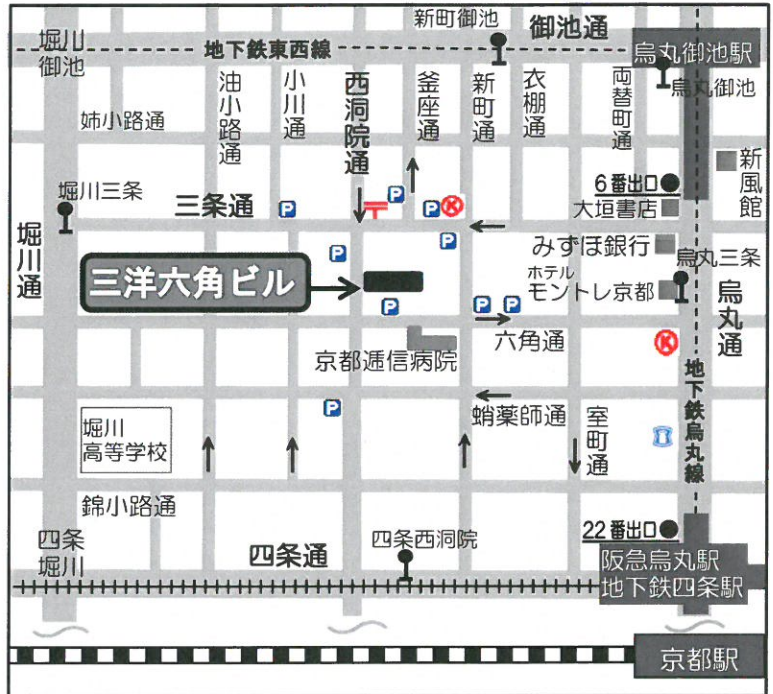 新町御池
御池通
堀川
御池
地下鉄東西線
烏丸御池駅
烏丸御池
油小路通
小川通
西洞院通
釜座通
新町通
衣棚通
両替町通
姉小路通
新風館
6番出口
堀川三条
三条通
P
P
P
K
大垣書店
堀川通
P
P
みずほ銀行
烏丸三条
三洋六角ビル
ホテル
モントレ京都
烏丸通
P
P
P
六角通
K
京都逓信病院
地下鉄烏丸線
P
蛸薬師通
室町通
堀川
高等学校
錦小路通
22番出口
四条
堀川
四条通
四条西洞院
阪急烏丸駅
地下鉄四条駅
京都駅